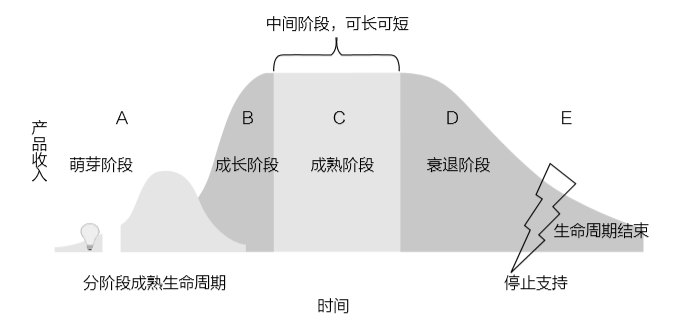 中间阶段，可长可短
A
B
C
D
E
产品收入
萌芽阶段
成长阶段
成熟阶段
衰退阶段
生命周期结束
分阶段成熟生命周期
停止支持
时间